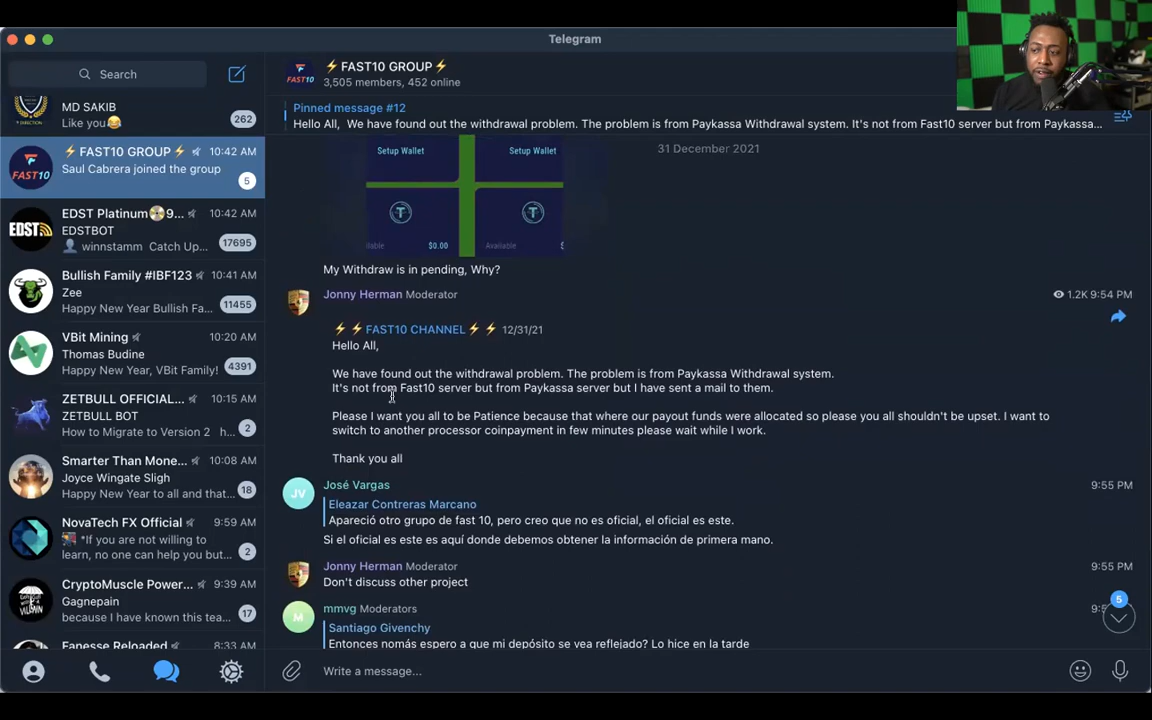 Telegram
Search
MD SAKIB
Like you😂
262
⚡FAST10 GROUP⚡ 10:42 AM
Saul Cabrera joined the group
5
FAST10
EDST Platinum📀9... 10:42 AM
EDSTBOT
winnstamm Catch Up...
17695
EDST
Bullish Family #IBF123 10:41 AM
Zee
Happy New Year Bullish Fa...
11455
VBit Mining 10:20 AM
Thomas Budine
Happy New Year, VBit Family!
4391
ZETBULL OFFICIAL... 10:15 AM
ZETBULL BOT
How to Migrate to Version 2 h...
2
Smarter Than Mone... 10:08 AM
Joyce Wingate Sligh
Happy New Year to all and that...
18
NovaTech FX Official 9:59 AM
*If you are not willing to
learn, no one can help you but...
2
CryptoMuscle Power... 9:39 AM
Gagnepain
because I have known this tea...
17
Fanesse Reloaded 8:33 AM
FAST10
⚡FAST10 GROUP⚡
3,505 members, 452 online
Pinned message #12
Hello All, We have found out the withdrawal problem. The problem is from Paykassa Withdrawal system. It's not from Fast10 server but from Paykassa...
31 December 2021
Setup Wallet Setup Wallet
$0.00 Available
My Withdraw is in pending, Why?
Jonny Herman Moderator 1.2K 9:54 PM
⚡⚡FAST10 CHANNEL⚡⚡ 12/31/21
Hello All,
We have found out the withdrawal problem. The problem is from Paykassa Withdrawal system.
It's not from Fast10 server but from Paykassa server but I have sent a mail to them.
Please I want you all to be Patience because that where our payout funds were allocated so please you all shouldn't be upset. I want to
switch to another processor coinpayment in few minutes please wait while I work.
Thank you all
JV
José Vargas 9:55 PM
Eleazar Contreras Marcano
Apareció otro grupo de fast 10, pero creo que no es oficial, el oficial es este.
Si el oficial es este es aquí donde debemos obtener la información de primera mano.
Jonny Herman Moderator 9:55 PM
Don't discuss other project
5
M
mmvg Moderators
Santiago Givenchy
Entonces nomás espero a que mi depósito se vea reflejado? Lo hice en la tarde
Write a message...